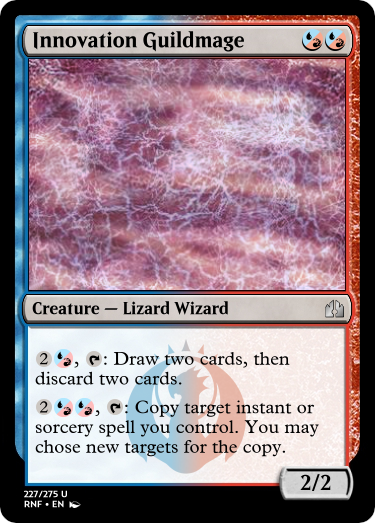 Innovation Guildmage
Creature — Lizard Wizard
2 , : Draw two cards, then
discard two cards.
2 , : Copy target instant or
sorcery spell you control. You may
chose new targets for the copy.
2/2
227/275 U
RNF • EN